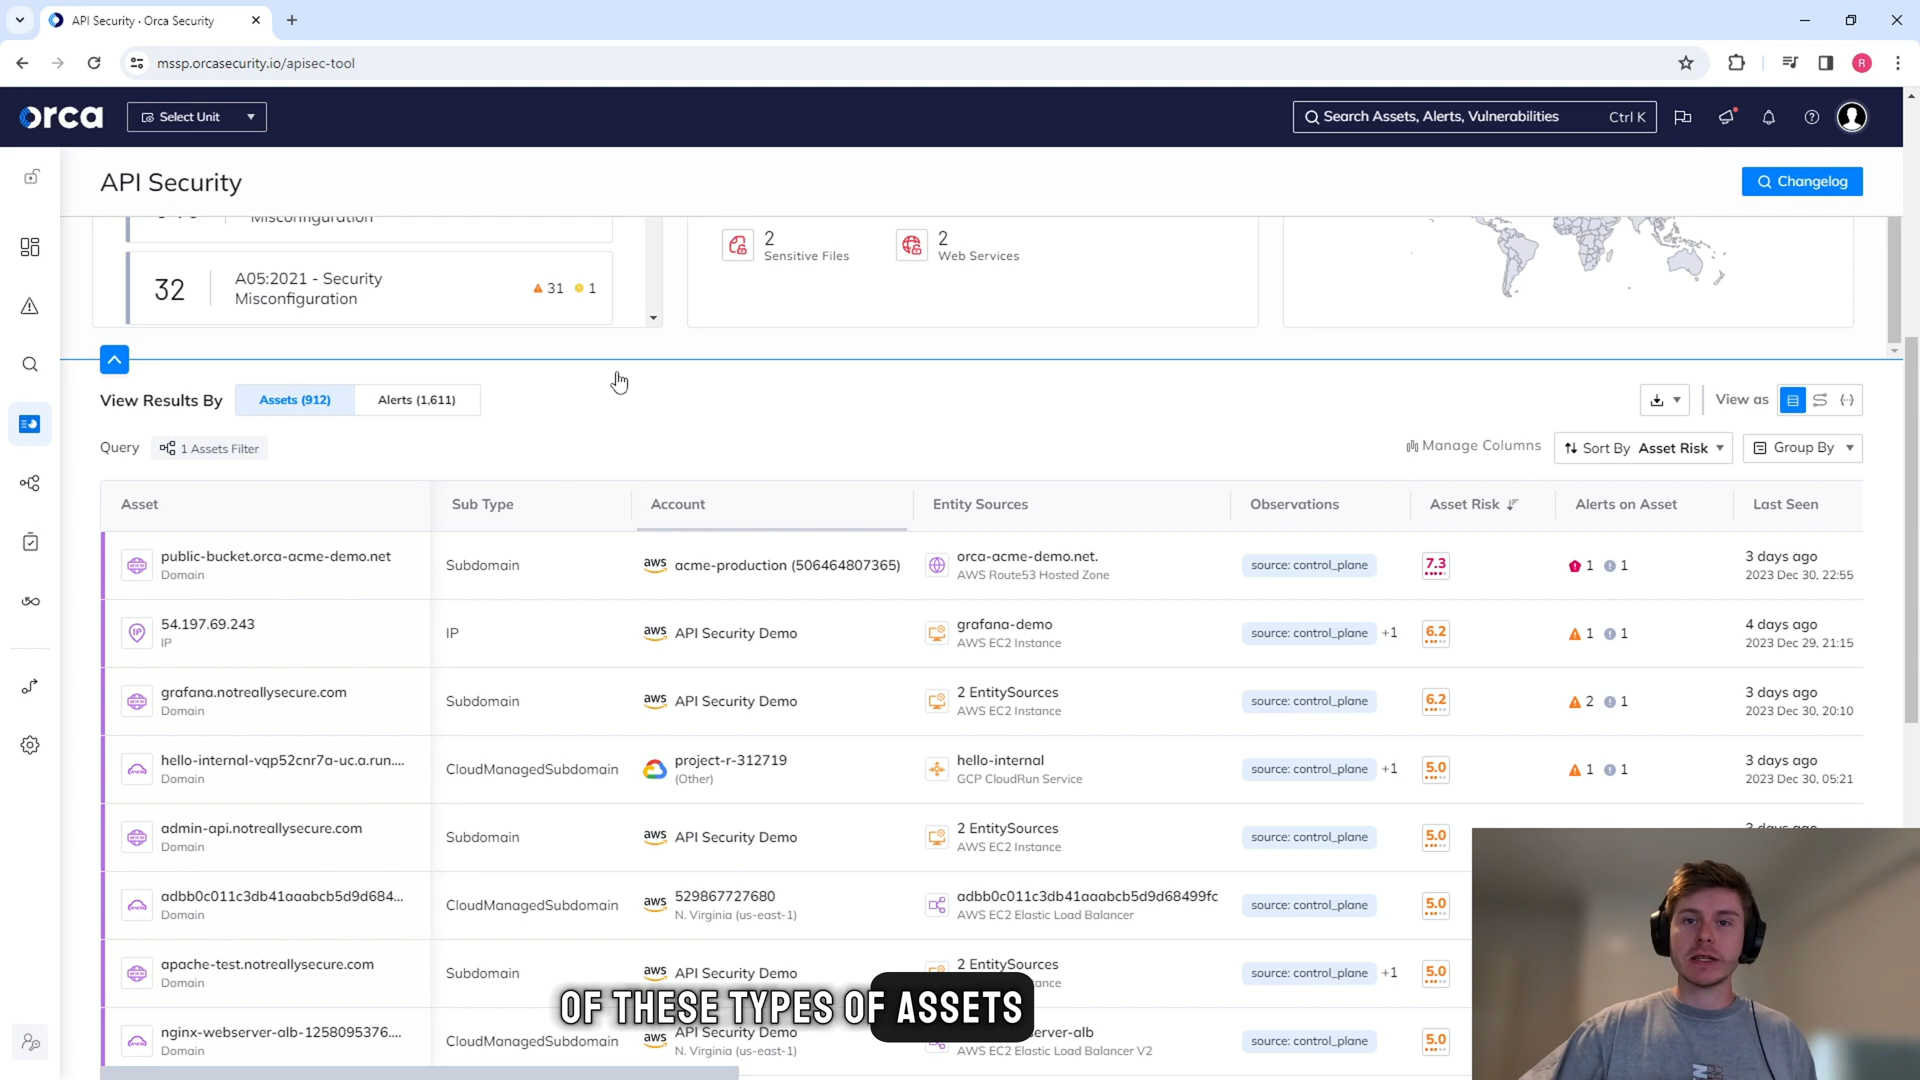 API Security · Orca Security
mssp.orcasecurity.io/apisec-tool
R
orca
Select Unit
Search Assets, Alerts, Vulnerabilities Ctrl K
API Security
Changelog
Misconfiguration
32
A05:2021 - Security
Misconfiguration
31 1
2
Sensitive Files
2
Web Services
View Results By Assets (912) Alerts (1,611)
View as
Query 1 Assets Filter
Manage Columns Sort By Asset Risk Group By
Asset Sub Type Account Entity Sources Observations Asset Risk Alerts on Asset Last Seen
public-bucket.orca-acme-demo.net
Domain
Subdomain
aws acme-production (506464807365)
orca-acme-demo.net.
AWS Route53 Hosted Zone
source: control_plane
7.3
1 1
3 days ago
2023 Dec 30, 22:55
IP
54.197.69.243
IP
IP
aws API Security Demo
grafana-demo
AWS EC2 Instance
source: control_plane +1
6.2
1 1
4 days ago
2023 Dec 29, 21:15
grafana.notreallysecure.com
Domain
Subdomain
aws API Security Demo
2 EntitySources
AWS EC2 Instance
source: control_plane
6.2
2 1
3 days ago
2023 Dec 30, 20:10
hello-internal-vqp52cnr7a-uc.a.run....
Domain
CloudManagedSubdomain
project-r-312719
(Other)
hello-internal
GCP CloudRun Service
source: control_plane +1
5.0
1 1
3 days ago
2023 Dec 30, 05:21
admin-api.notreallysecure.com
Domain
Subdomain
aws API Security Demo
2 EntitySources
AWS EC2 Instance
source: control_plane
5.0
3 days ago
adbb0c011c3db41aaabcb5d9d684...
Domain
CloudManagedSubdomain
aws 529867727680
N. Virginia (us-east-1)
adbb0c011c3db41aaabcb5d9d68499fc
AWS EC2 Elastic Load Balancer
source: control_plane
5.0
apache-test.notreallysecure.com
Domain
Subdomain
aws API Security Demo
2 EntitySources
source: control_plane +1
5.0
OF THESE TYPES OF ASSETS
nginx-webserver-alb-1258095376....
Domain
CloudManagedSubdomain
aws API Security Demo
N. Virginia (us-east-1)
server-alb
AWS EC2 Elastic Load Balancer V2
source: control_plane
5.0